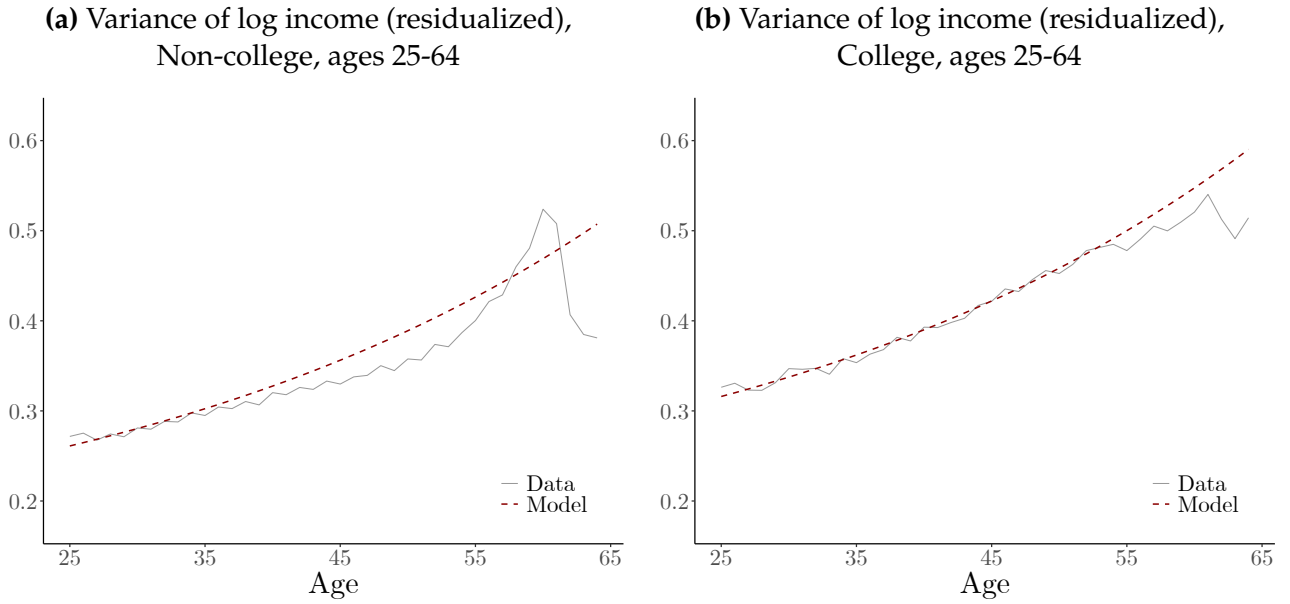 (a) Variance of log income (residualized),
Non-college, ages 25-64
0.6
0.5
0.4
0.3
0.2
Data
Model
25 35 45 55 65
Age
(b) Variance of log income (residualized),
College, ages 25-64
0.6
0.5
0.4
0.3
0.2
Data
Model
25 35 45 55 65
Age